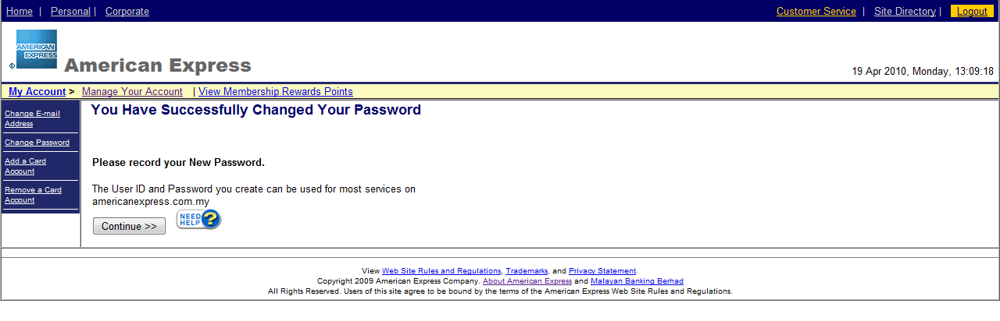 Home | Personal | Corporate Customer Service | Site Directory | Logout
AMERICAN
EXPRESS
® American Express
19 Apr 2010, Monday, 13:09:18
My Account > Manage Your Account | View Membership Rewards Points
Change E-mail
Address
Change Password
Add a Card
Account
Remove a Card
Account
You Have Successfully Changed Your Password
Please record your New Password.
The User ID and Password you create can be used for most services on
americanexpress.com.my
Continue >>
NEED
HELP ?
View Web Site Rules and Regulations, Trademarks, and Privacy Statement.
Copyright 2009 American Express Company. About American Express and Malayan Banking Berhad
All Rights Reserved. Users of this site agree to be bound by the terms of the American Express Web Site Rules and Regulations.